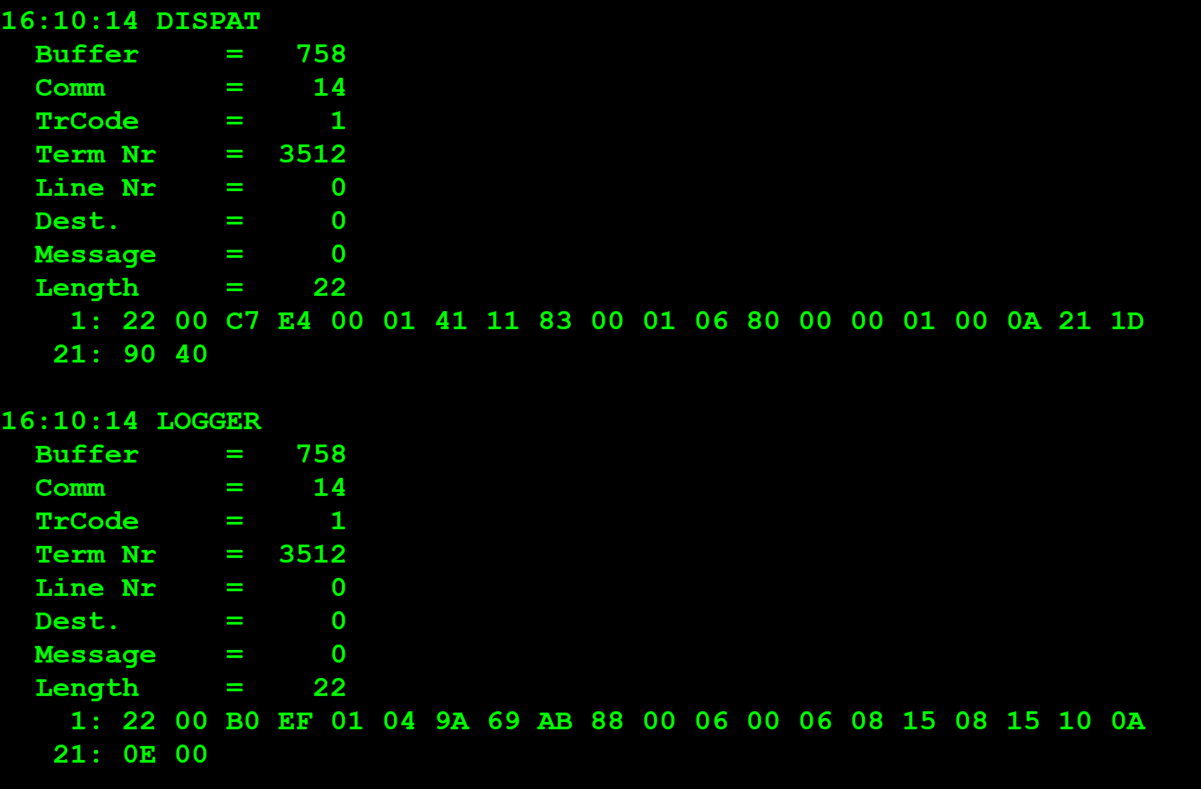 16:10:14 DISPAT
  Buffer     =   758
  Comm       =    14
  TrCode     =     1
  Term Nr    =  3512
  Line Nr    =     0
  Dest.      =     0
  Message    =     0
  Length     =    22
    1: 22 00 C7 E4 00 01 41 11 83 00 01 06 80 00 00 01 00 0A 21 1D
   21: 90 40

16:10:14 LOGGER
  Buffer     =   758
  Comm       =    14
  TrCode     =     1
  Term Nr    =  3512
  Line Nr    =     0
  Dest.      =     0
  Message    =     0
  Length     =    22
    1: 22 00 B0 EF 01 04 9A 69 AB 88 00 06 00 06 08 15 08 15 10 0A
   21: 0E 00